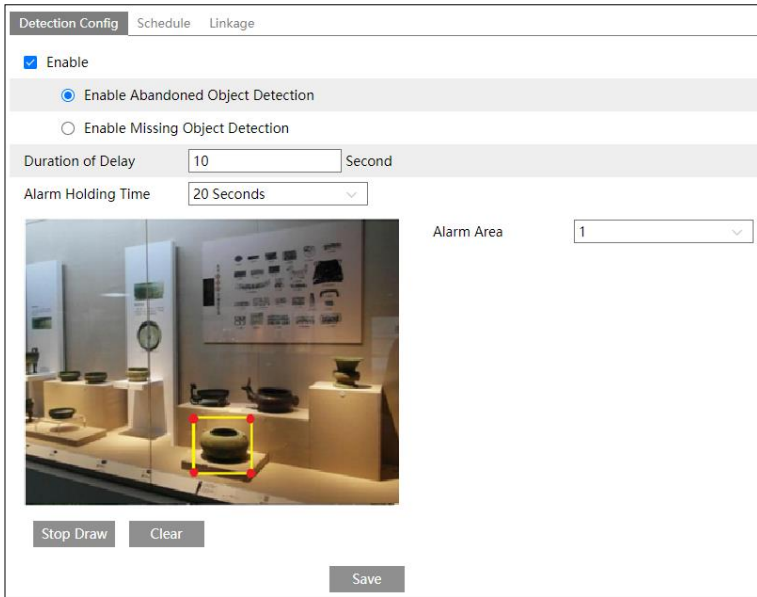 Detection Config Schedule Linkage
Enable
Enable Abandoned Object Detection
Enable Missing Object Detection
Duration of Delay 10 Second
Alarm Holding Time 20 Seconds
Alarm Area 1
Stop Draw Clear
Save